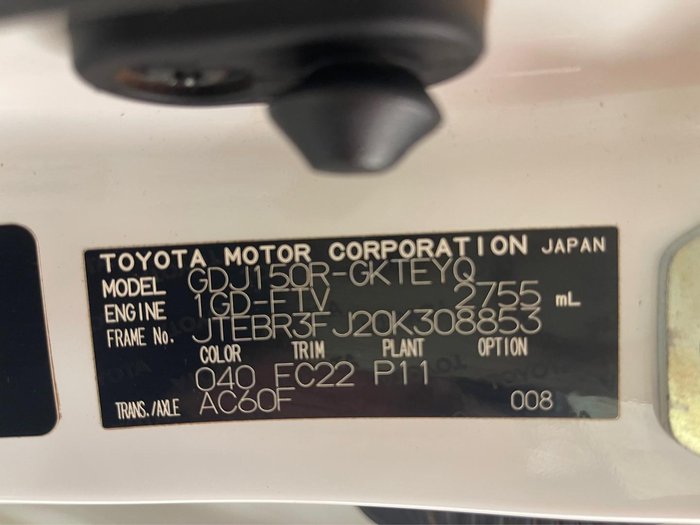 TOYOTA MOTOR CORPORATION JAPAN
MODEL GDJ150R-GKTEYQ
ENGINE 1GD-FTV 2755 mL
FRAME No. JTEBR3FJ20K308853
COLOR TRIM PLANT OPTION
040 FC22 P11
TRANS./AXLE AC60F 008